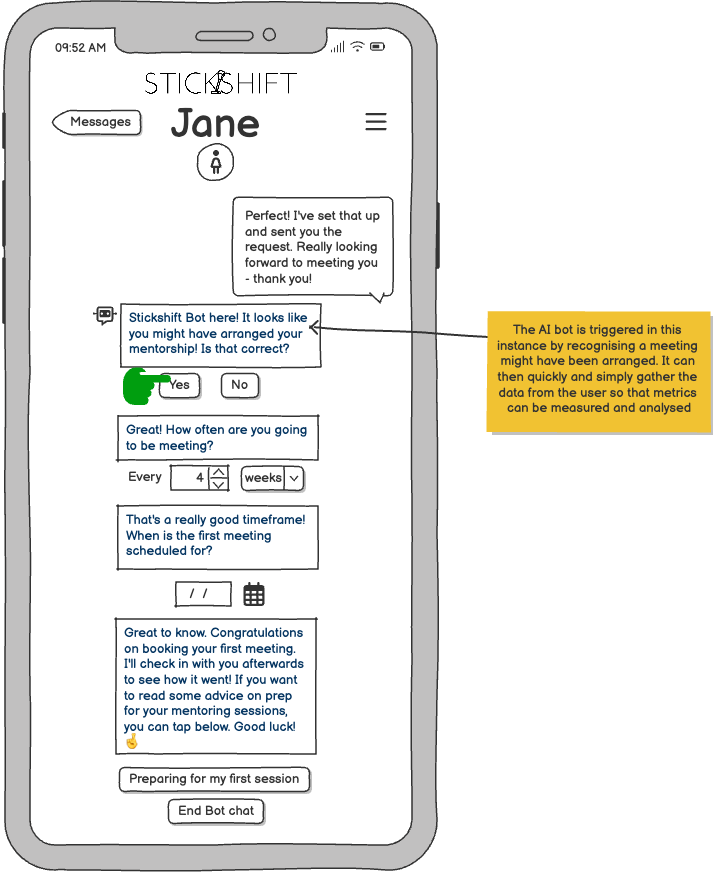 09:52 AM
STICKSHIFT
Messages
Jane
Perfect! I've set that up
and sent you the
request. Really looking
forward to meeting you
- thank you!
Stickshift Bot here! It looks like
you might have arranged your
mentorship! Is that correct?
Yes
No
The AI bot is triggered in this
instance by recognising a meeting
might have been arranged. It can
then quickly and simply gather the
data from the user so that metrics
can be measured and analysed
Great! How often are you going
to be meeting?
Every 4 weeks
That's a really good timeframe!
When is the first meeting
scheduled for?
/ /
Great to know. Congratulations
on booking your first meeting.
I'll check in with you afterwards
to see how it went! If you want
to read some advice on prep
for your mentoring sessions,
you can tap below. Good luck!
🤞
Preparing for my first session
End Bot chat